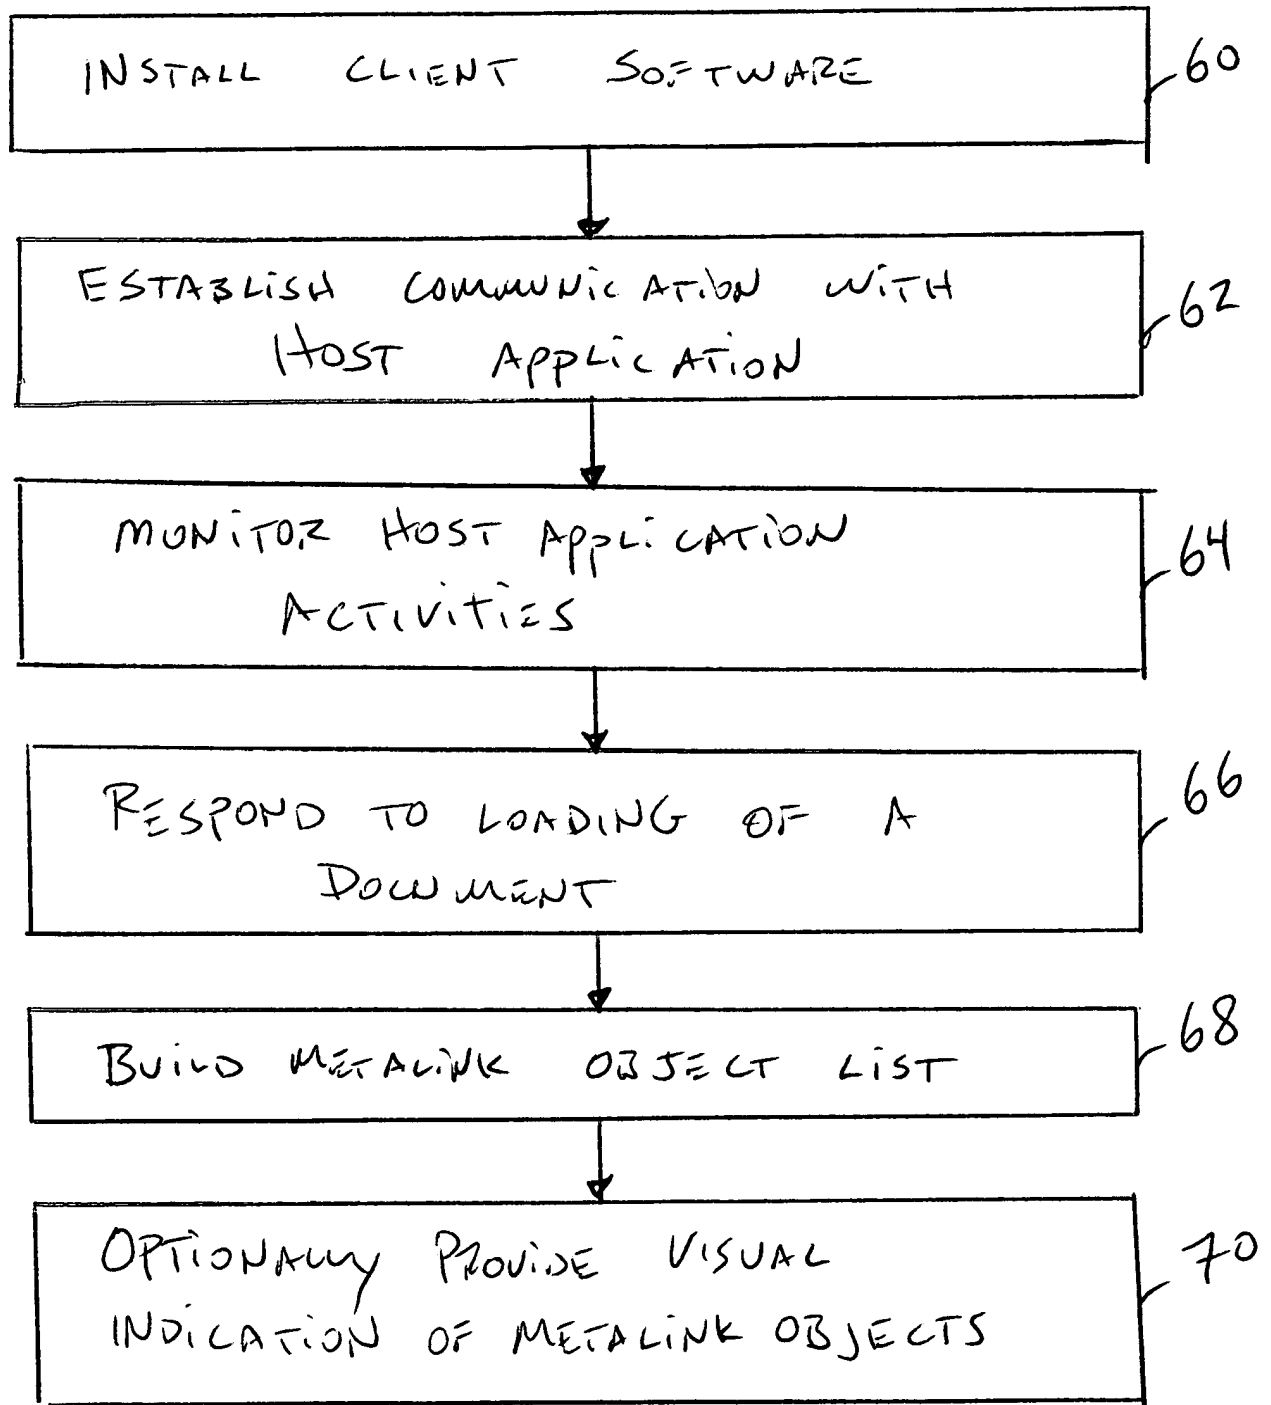 INSTALL CLIENT SOFTWARE
60
ESTABLISH COMMUNICATION WITH
HOST APPLICATION
62
MONITOR HOST APPLICATION
ACTIVITIES
64
RESPOND TO LOADING OF A
DOCUMENT
66
BUILD METALINK OBJECT LIST
68
OPTIONALLY PROVIDE VISUAL
INDICATION OF METALINK OBJECTS
70